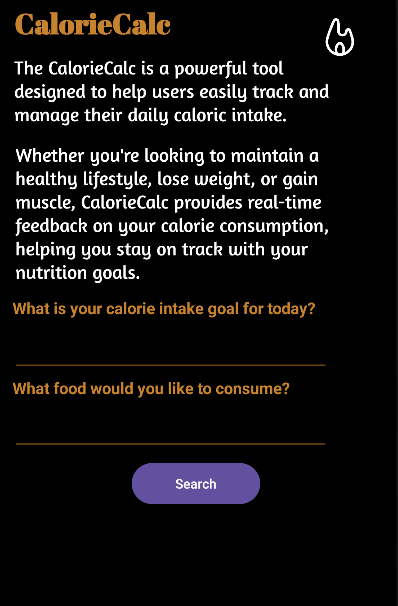 CalorieCalc
The CalorieCalc is a powerful tool
designed to help users easily track and
manage their daily caloric intake.
Whether you're looking to maintain a
healthy lifestyle, lose weight, or gain
muscle, CalorieCalc provides real-time
feedback on your calorie consumption,
helping you stay on track with your
nutrition goals.
What is your calorie intake goal for today?
What food would you like to consume?
Search